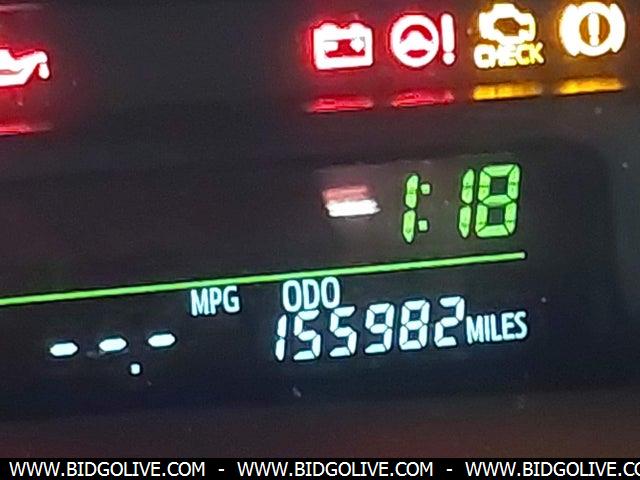 CHECK
1:18
MPG ODO
--.- 155982 MILES
WWW.BIDGOLIVE.COM - WWW.BIDGOLIVE.COM - WWW.BIDGOLIVE.CO